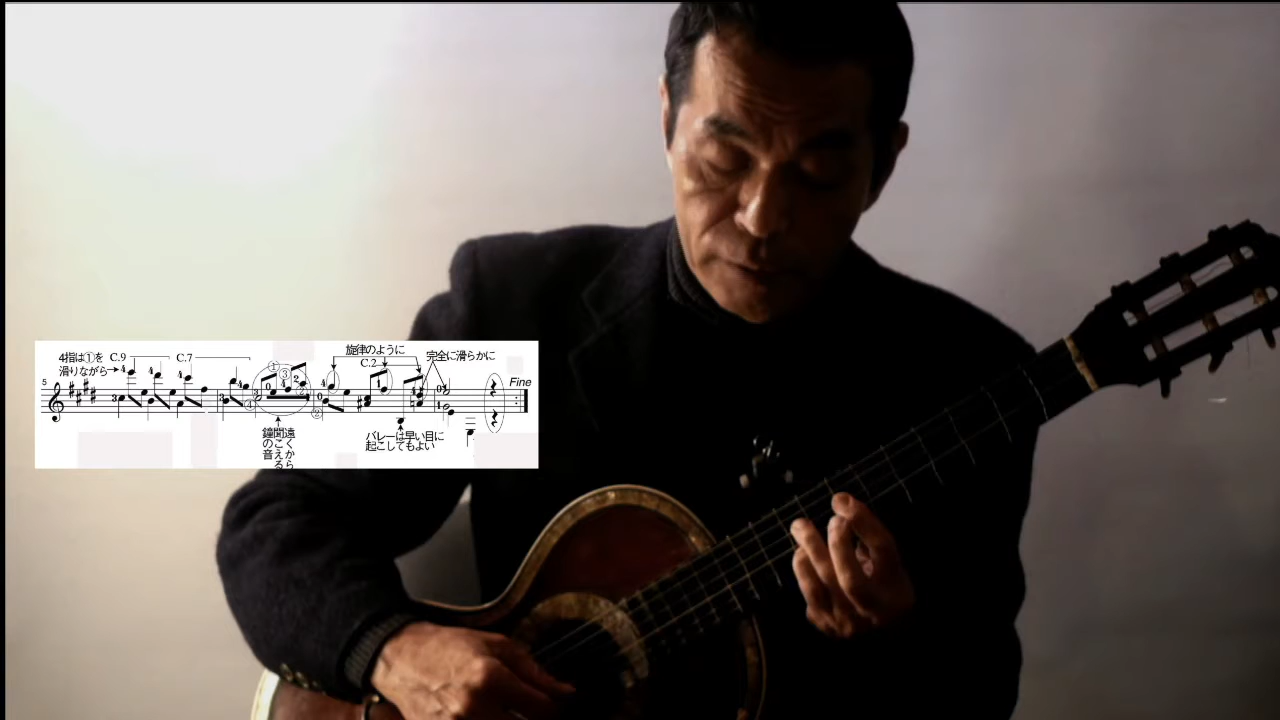 4指は①を C.9 C.7
滑りながら
旋律のように
C.2
完全に滑らかに
Fine
5
遠くから
聞こえる
鐘の音
バレーは早い目に
起こしてもよい